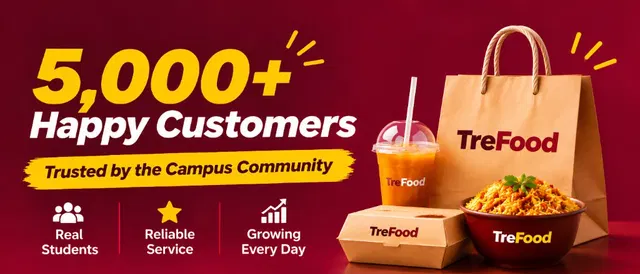 5,000+
Happy Customers
Trusted by the Campus Community
Real
Students
Reliable
Service
Growing
Every Day
TreFood
TreFood
TreFood
TreFood